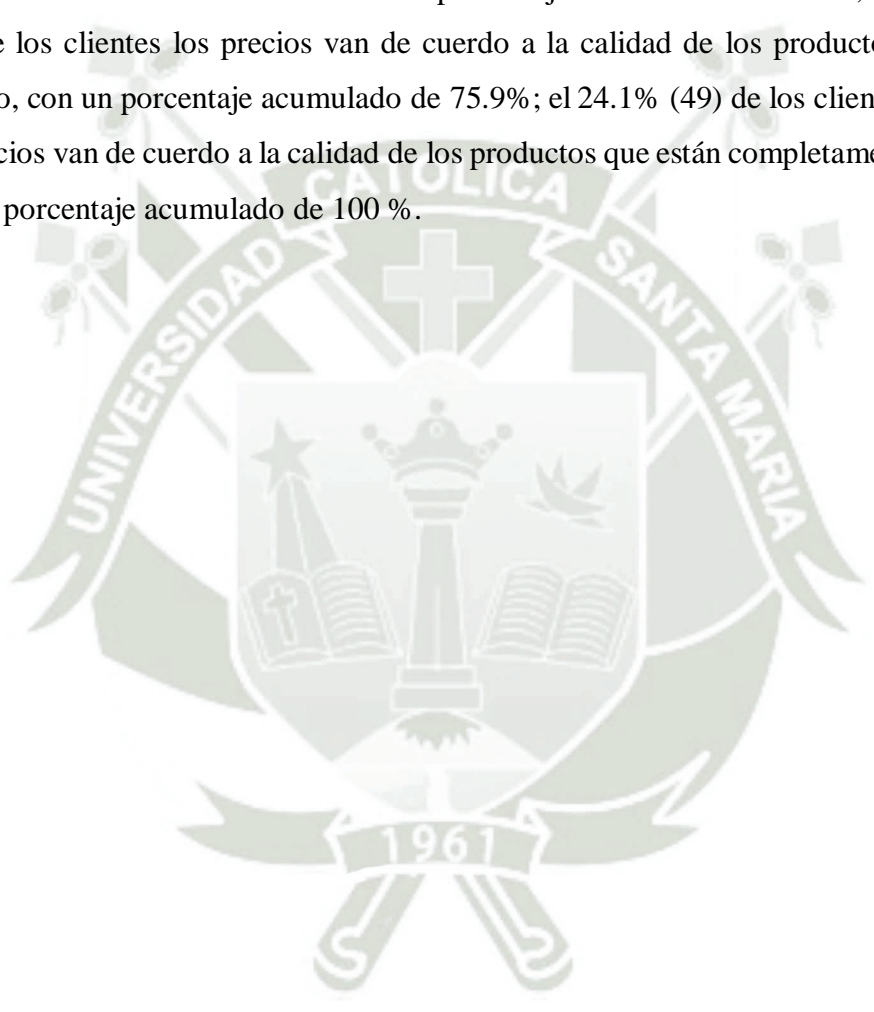 e los clientes los precios van de cuerdo a la calidad de los product
o, con un porcentaje acumulado de 75.9%; el 24.1% (49) de los clien
cios van de cuerdo a la calidad de los productos que están completam
porcentaje acumulado de 100 %.
CATOLICA
UNIVERSIDAD
SANTA MARIA
1961